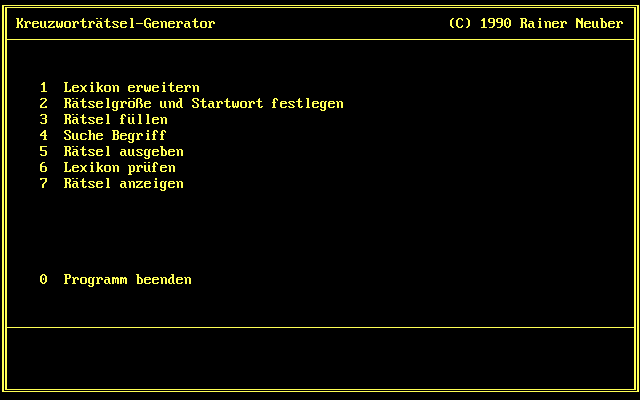 Kreuzworträtsel-Generator (C) 1990 Rainer Neuber
1 Lexikon erweitern
2 Rätselgröße und Startwort festlegen
3 Rätsel füllen
4 Suche Begriff
5 Rätsel ausgeben
6 Lexikon prüfen
7 Rätsel anzeigen
0 Programm beenden